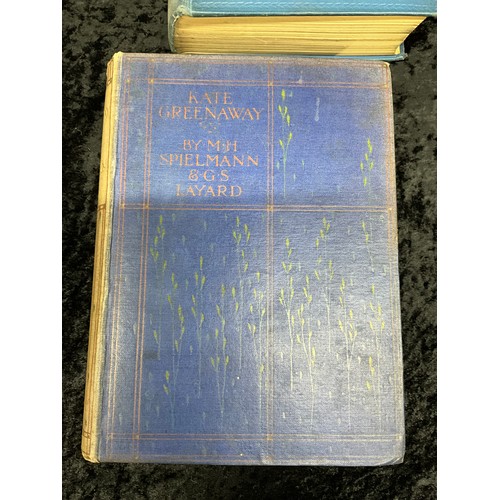 KATE
GREENAWAY
BY M·H
SPIELMANN
& G·S
LAYARD